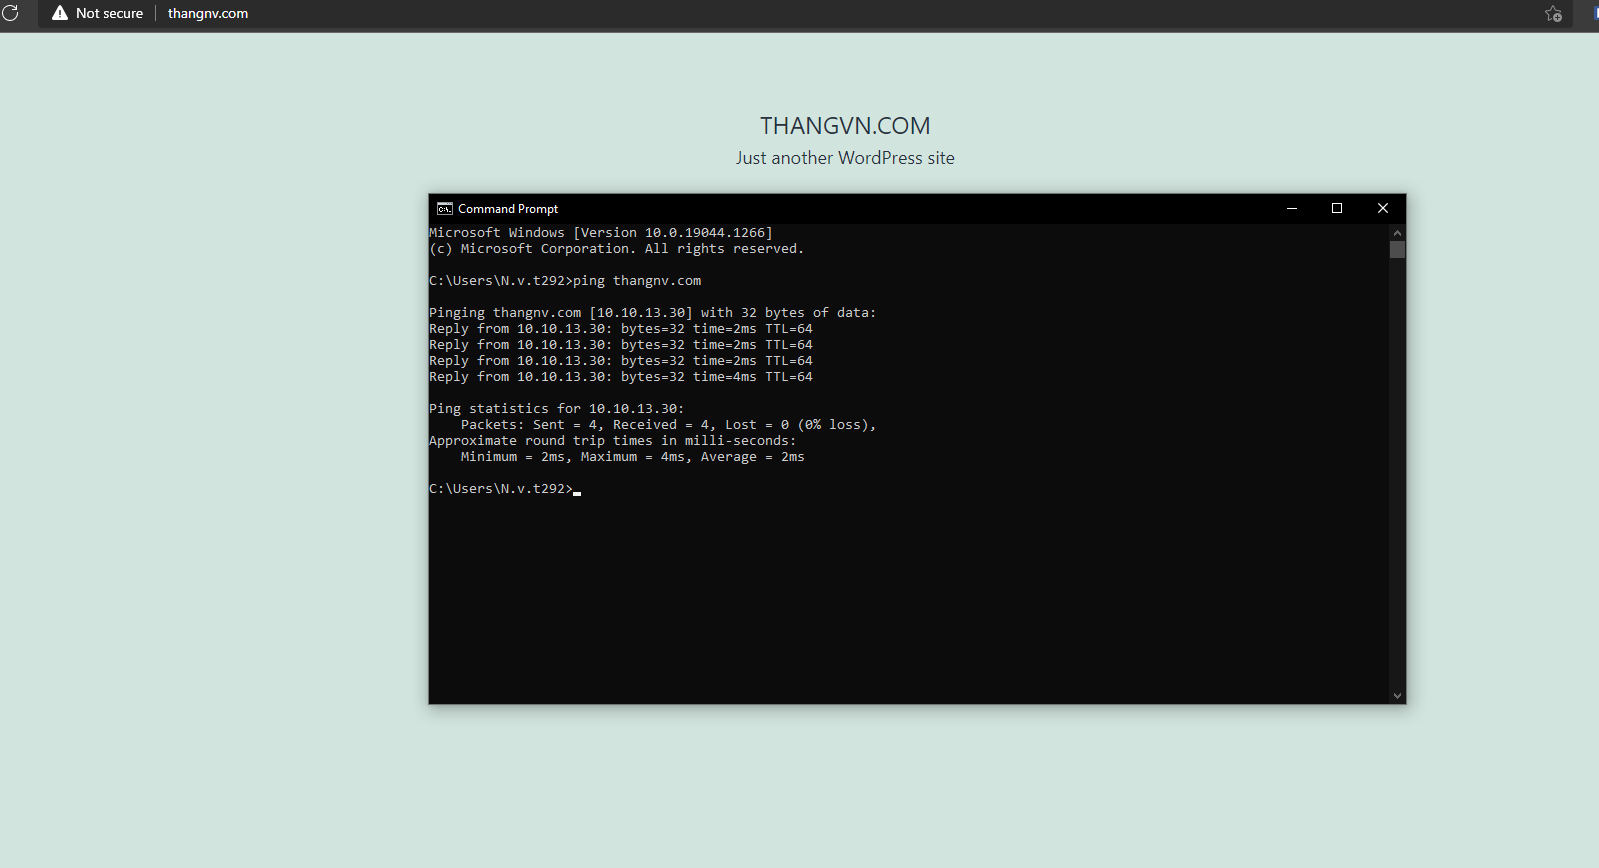 Not secure thangnv.com
THANGVN.COM
Just another WordPress site
Command Prompt
Microsoft Windows [Version 10.0.19044.1266]
(c) Microsoft Corporation. All rights reserved.
C:\Users\N.v.t292>ping thangnv.com
Pinging thangnv.com [10.10.13.30] with 32 bytes of data:
Reply from 10.10.13.30: bytes=32 time=2ms TTL=64
Reply from 10.10.13.30: bytes=32 time=2ms TTL=64
Reply from 10.10.13.30: bytes=32 time=2ms TTL=64
Reply from 10.10.13.30: bytes=32 time=4ms TTL=64
Ping statistics for 10.10.13.30:
    Packets: Sent = 4, Received = 4, Lost = 0 (0% loss),
Approximate round trip times in milli-seconds:
    Minimum = 2ms, Maximum = 4ms, Average = 2ms
C:\Users\N.v.t292>